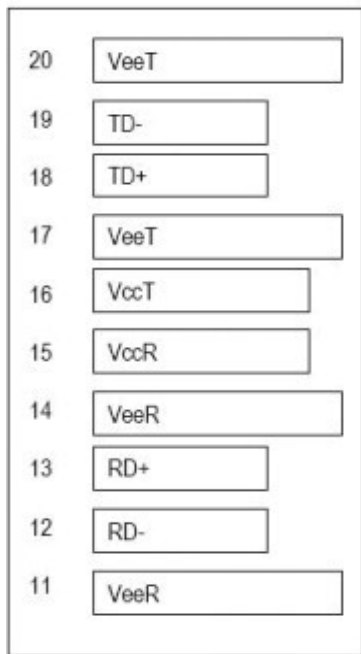 20 VeeT
19 TD-
18 TD+
17 VeeT
16 VccT
15 VccR
14 VeeR
13 RD+
12 RD-
11 VeeR